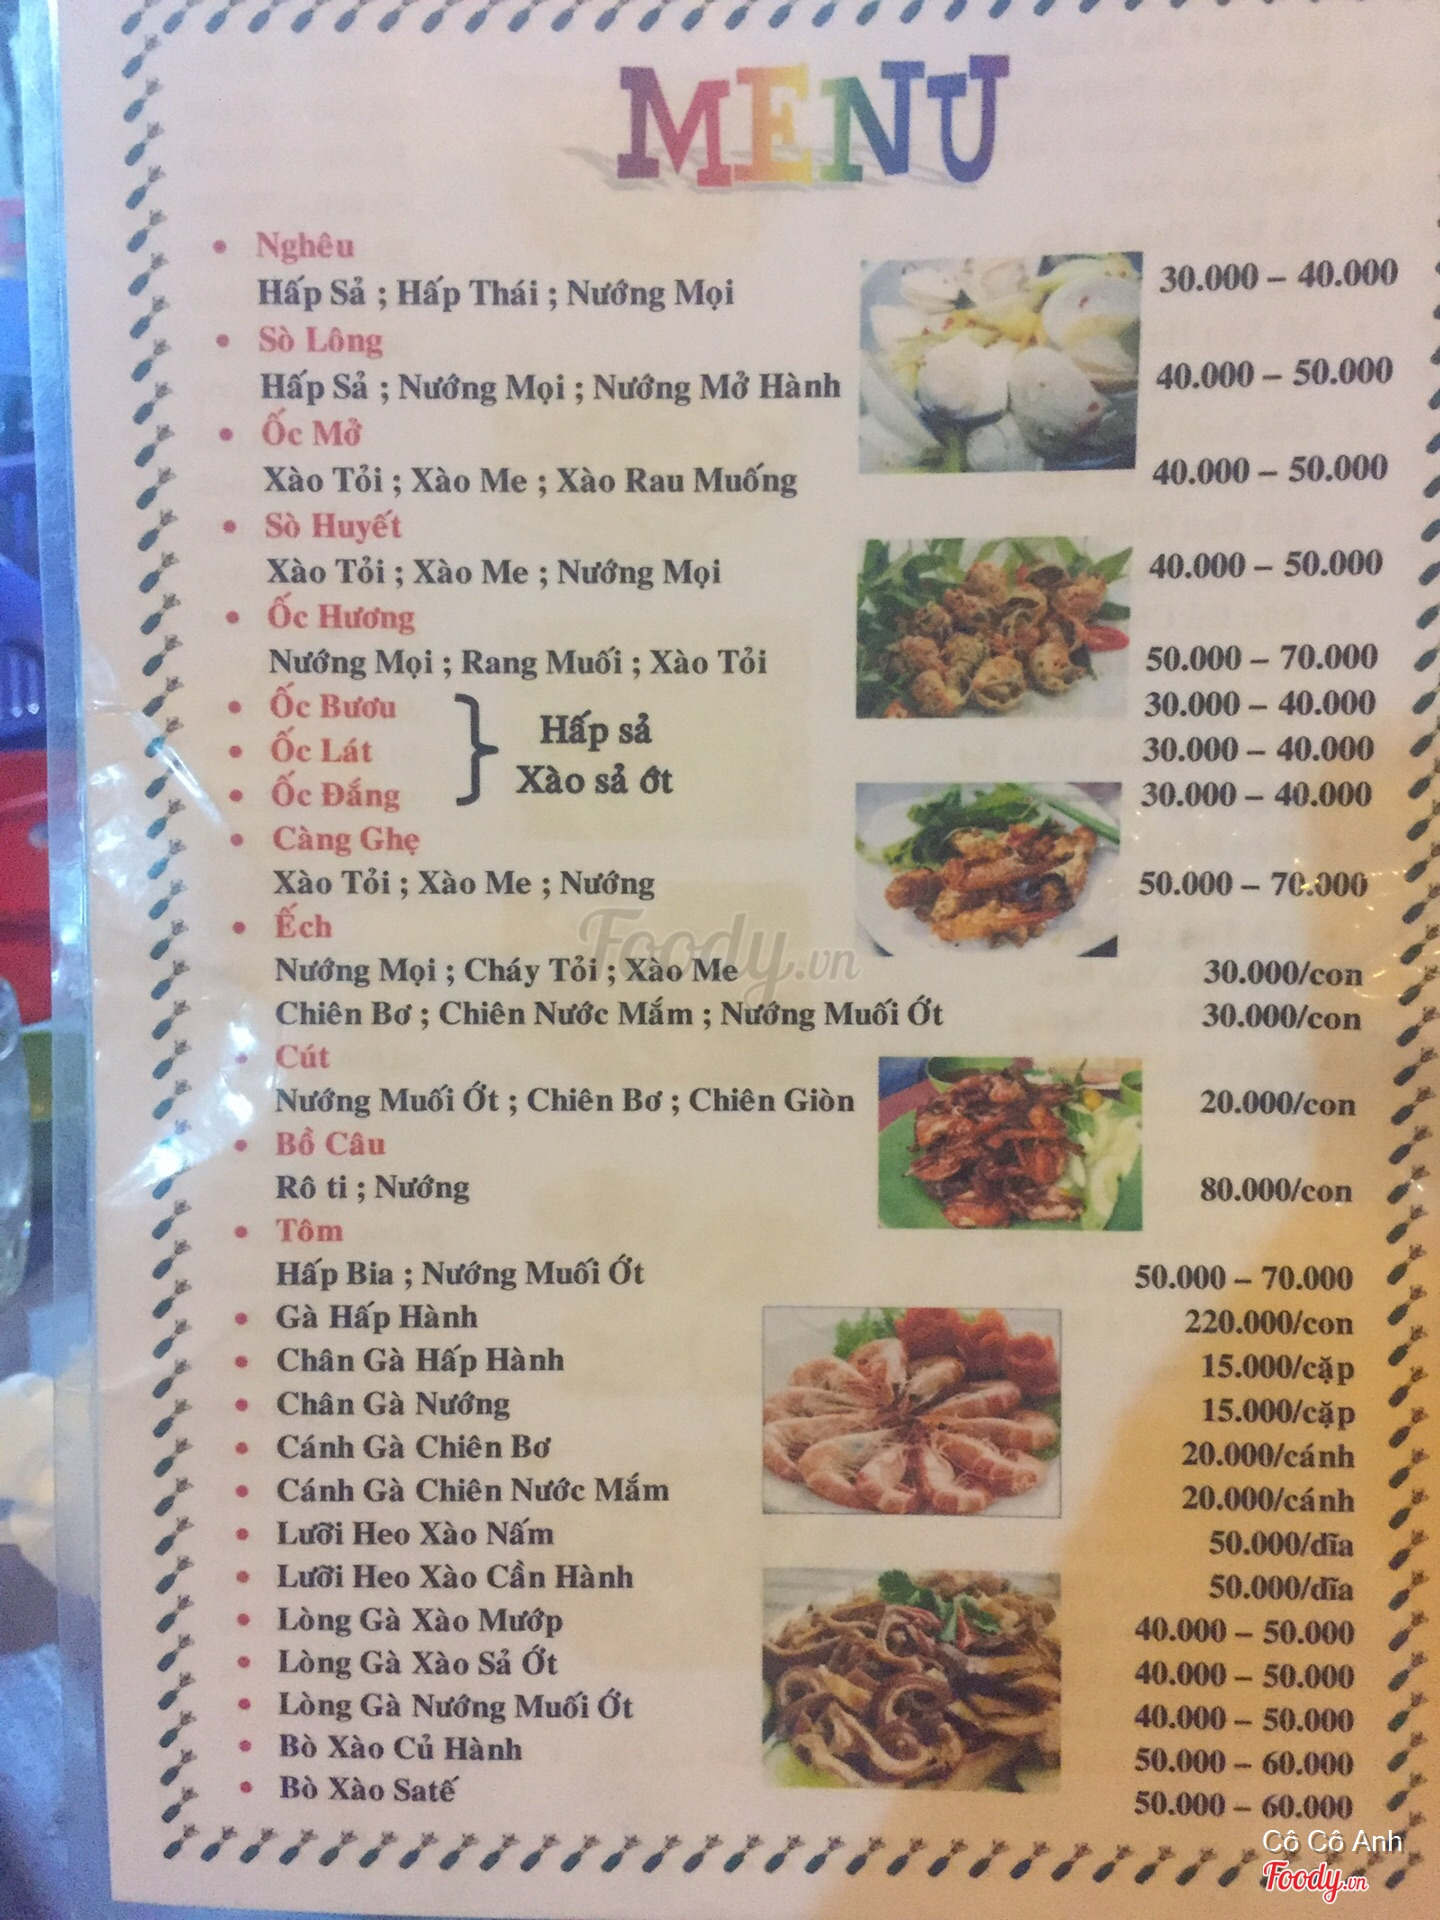 MENU
• Nghêu
Hấp Sả ; Hấp Thái ; Nướng Mọi 30.000 – 40.000
• Sò Lông
Hấp Sả ; Nướng Mọi ; Nướng Mở Hành 40.000 – 50.000
• Ốc Mở
Xào Tỏi ; Xào Me ; Xào Rau Muống 40.000 – 50.000
• Sò Huyết
Xào Tỏi ; Xào Me ; Nướng Mọi 40.000 – 50.000
• Ốc Hương
Nướng Mọi ; Rang Muối ; Xào Tỏi 50.000 – 70.000
• Ốc Bươu 30.000 – 40.000
Hấp sả
• Ốc Lát 30.000 – 40.000
Xào sả ớt
• Ốc Đắng 30.000 – 40.000
• Càng Ghẹ
Xào Tỏi ; Xào Me ; Nướng 50.000 – 70.000
• Ếch
Foody.vn
Nướng Mọi ; Cháy Tỏi ; Xào Me 30.000/con
Chiên Bơ ; Chiên Nước Mắm ; Nướng Muối Ớt 30.000/con
• Cút
Nướng Muối Ớt ; Chiên Bơ ; Chiên Giòn 20.000/con
• Bồ Câu
Rô ti ; Nướng 80.000/con
• Tôm
Hấp Bia ; Nướng Muối Ớt 50.000 – 70.000
• Gà Hấp Hành 220.000/con
• Chân Gà Hấp Hành 15.000/cặp
• Chân Gà Nướng 15.000/cặp
• Cánh Gà Chiên Bơ 20.000/cánh
• Cánh Gà Chiên Nước Mắm 20.000/cánh
• Lưỡi Heo Xào Nấm 50.000/dĩa
• Lưỡi Heo Xào Cần Hành 50.000/dĩa
• Lòng Gà Xào Mướp 40.000 – 50.000
• Lòng Gà Xào Sả Ớt 40.000 – 50.000
• Lòng Gà Nướng Muối Ớt 40.000 – 50.000
• Bò Xào Củ Hành 50.000 – 60.000
• Bò Xào Satế 50.000 – 60.000
Cô Cô Anh
Foody.vn